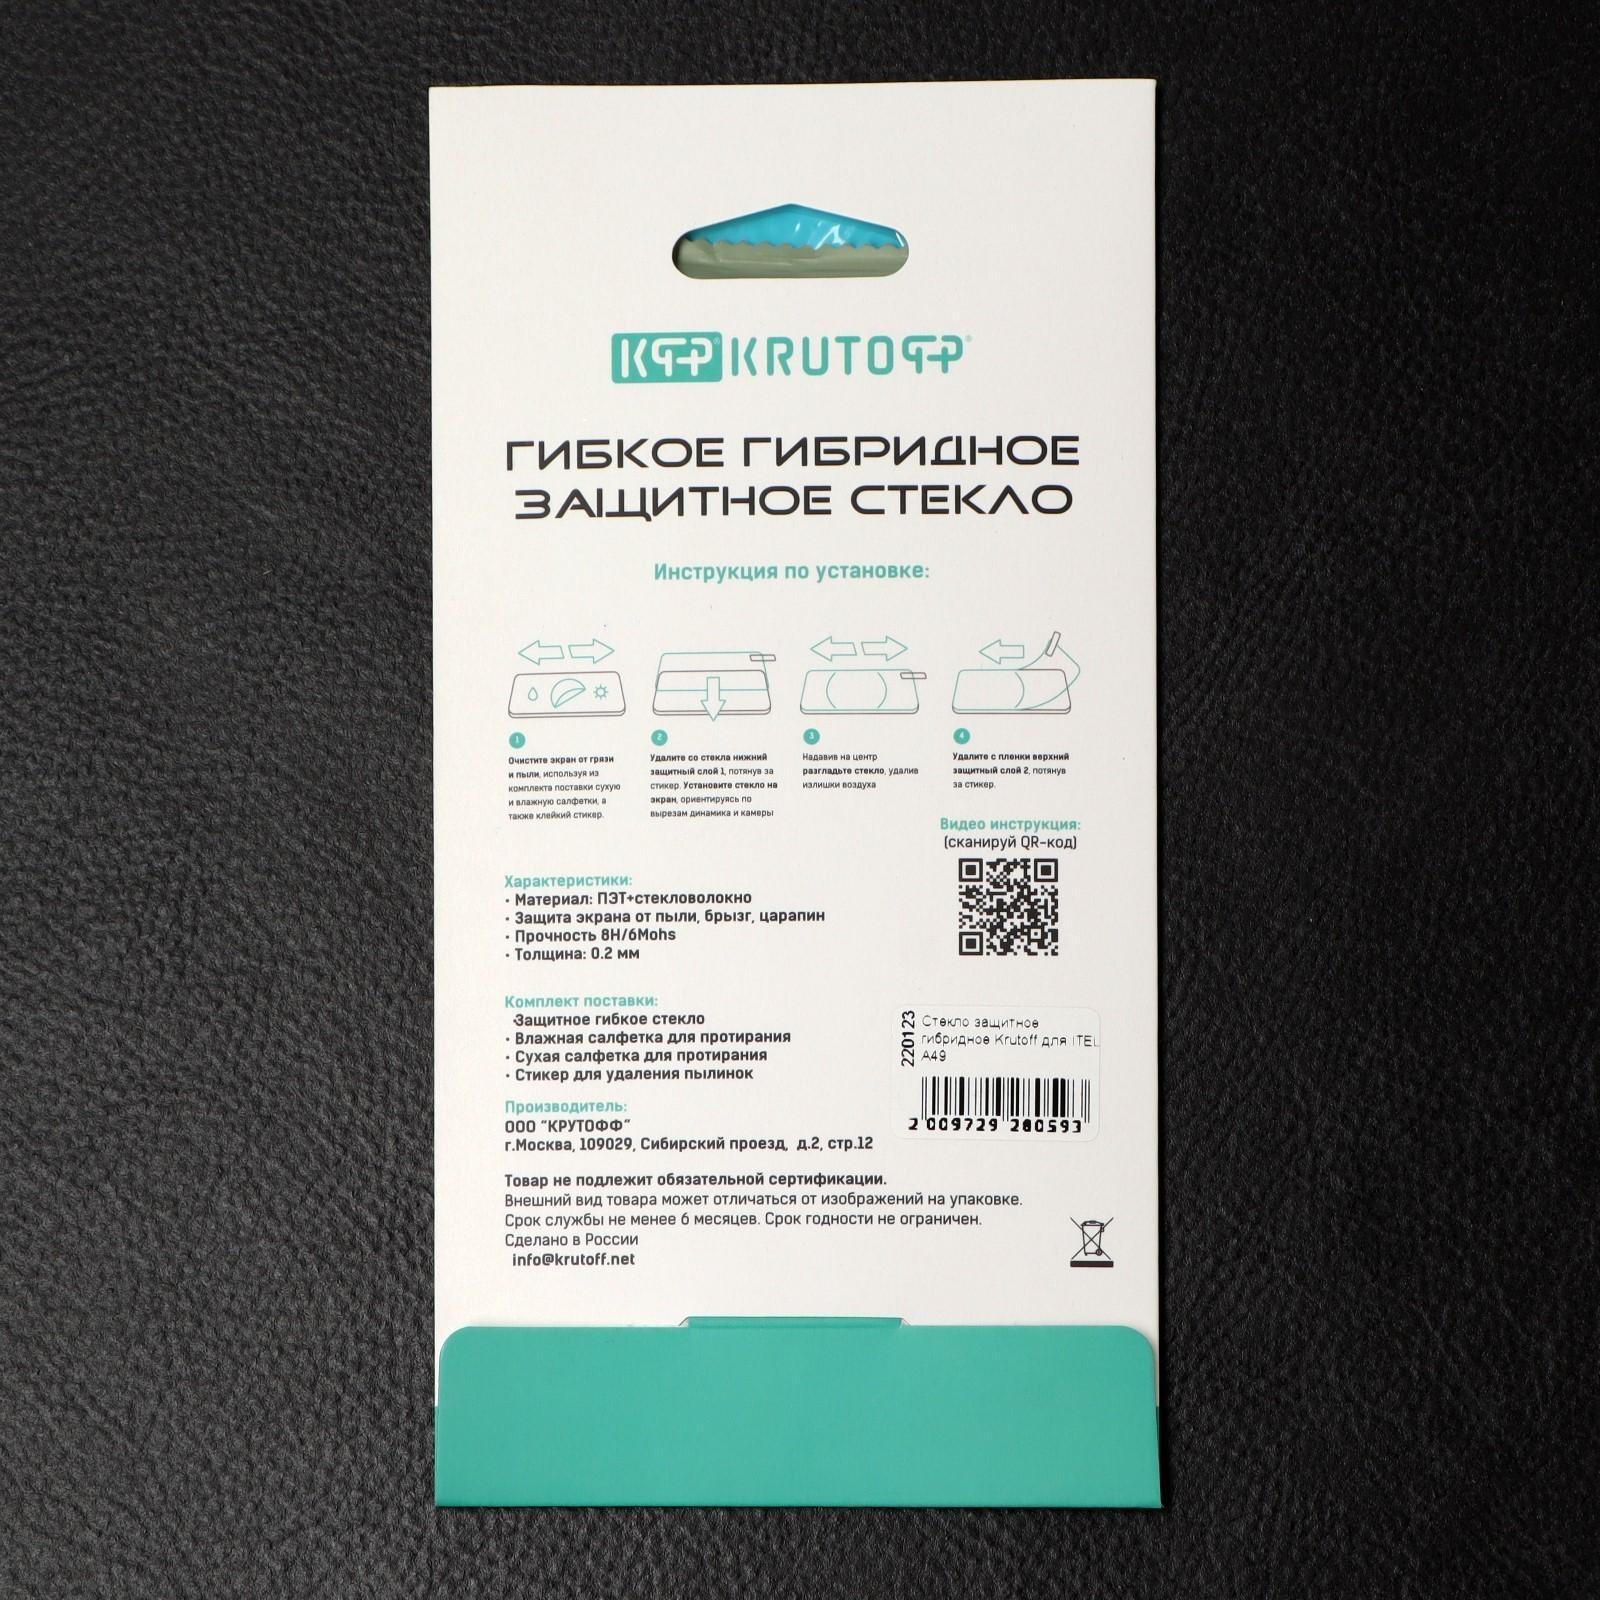 KФФ® KRUTOФФ®
ГИБКОЕ ГИБРИДНОЕ
ЗАЩИТНОЕ СТЕКЛО
Инструкция по установке:
1
Очистите экран от грязи
и пыли, используя из
комплекта поставки сухую
и влажную салфетки, а
также клейкий стикер.
2
Удалите со стекла нижний
защитный слой 1, потянув за
стикер. Установите стекло на
экран, ориентируясь по
вырезам динамика и камеры
3
Надавив на центр
разгладьте стекло, удалив
излишки воздуха
4
Удалите с пленки верхний
защитный слой 2, потянув
за стикер.
Видео инструкция:
(сканируй QR-код)
Характеристики:
• Материал: ПЭТ+стекловолокно
• Защита экрана от пыли, брызг, царапин
• Прочность 8H/6Mohs
• Толщина: 0.2 мм
Комплект поставки:
•Защитное гибкое стекло
• Влажная салфетка для протирания
• Сухая салфетка для протирания
• Стикер для удаления пылинок
220123
Стекло защитное
гибридное Krutoff для ITEL
A49
2 009729 280593
Производитель:
ООО "КРУТОФФ"
г.Москва, 109029, Сибирский проезд, д.2, стр.12
Товар не подлежит обязательной сертификации.
Внешний вид товара может отличаться от изображений на упаковке.
Срок службы не менее 6 месяцев. Срок годности не ограничен.
Сделано в России
info@krutoff.net